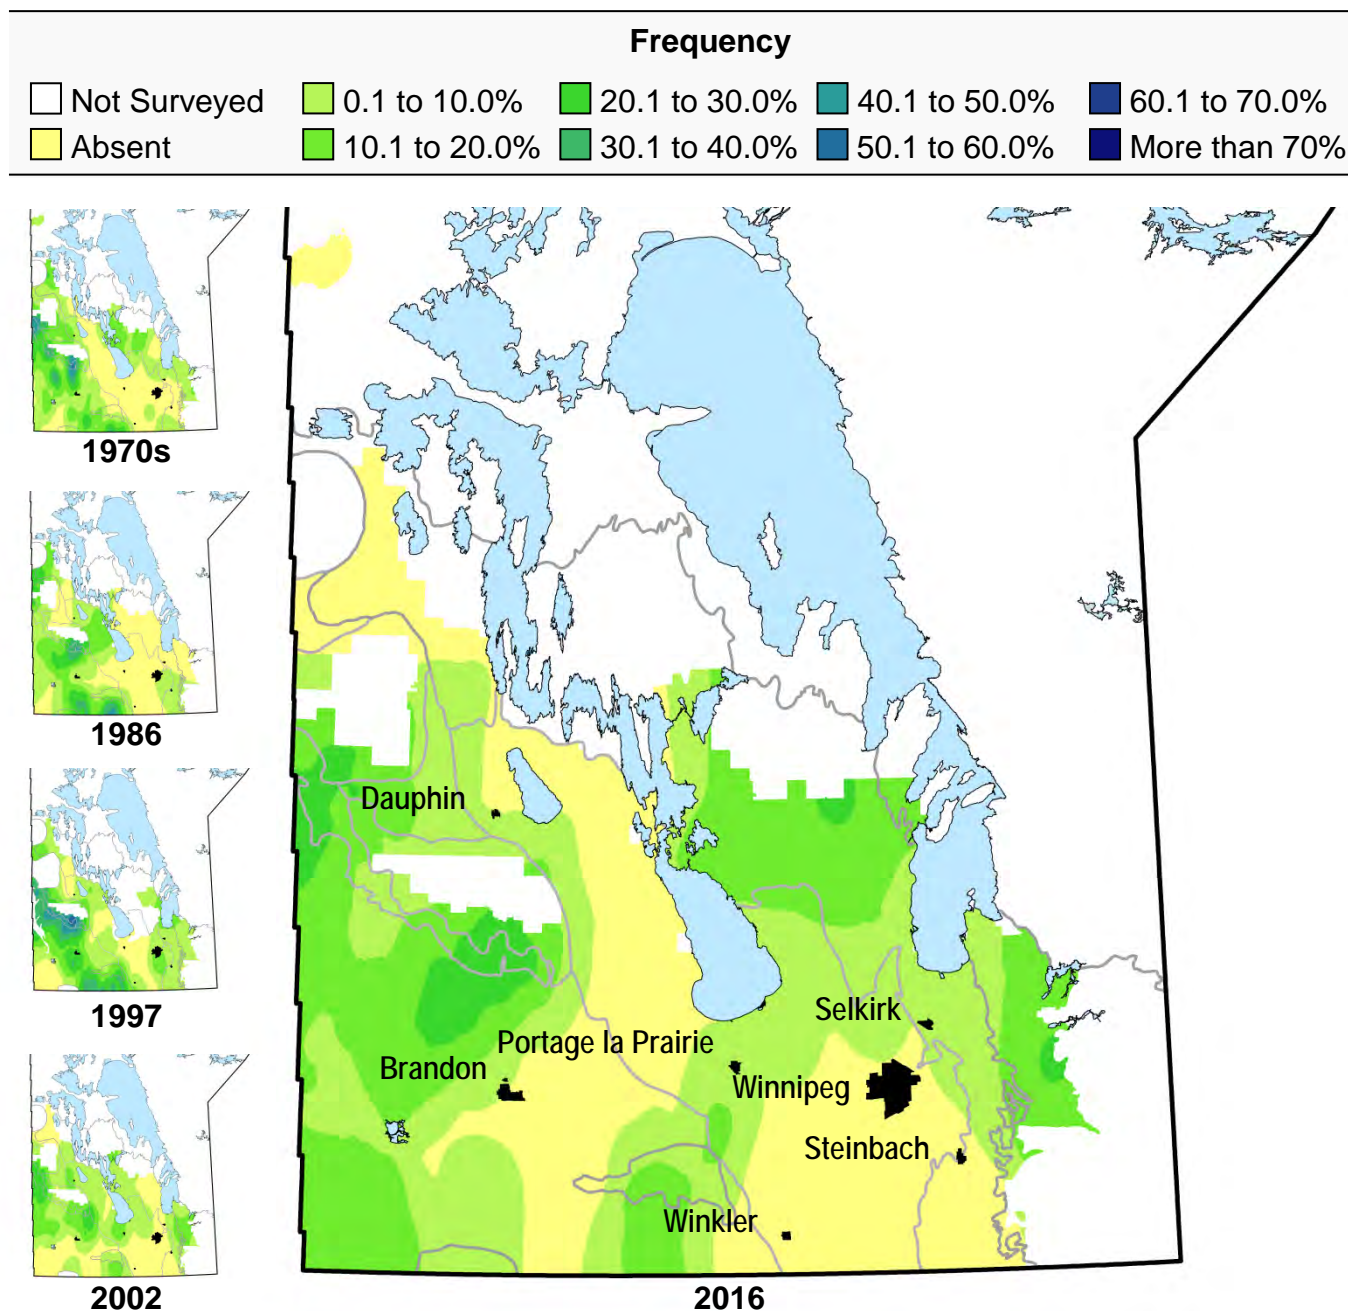 Frequency
Not Surveyed 0.1 to 10.0% 20.1 to 30.0% 40.1 to 50.0% 60.1 to 70.0%
Absent 10.1 to 20.0% 30.1 to 40.0% 50.1 to 60.0% More than 70%
1970s
1986
1997
2002
Dauphin
Selkirk
Portage la Prairie
Brandon
Winnipeg
Steinbach
Winkler
2016